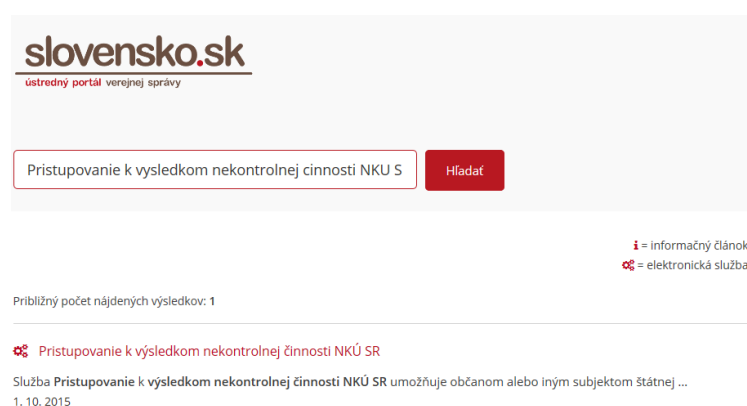 slovensko.sk
ústredný portál verejnej správy
Pristupovanie k vysledkom nekontrolnej cinnosti NKU S
Hľadať
i = informačný článok
= elektronická služba
Približný počet nájdených výsledkov: 1
Pristupovanie k výsledkom nekontrolnej činnosti NKÚ SR
Služba Pristupovanie k výsledkom nekontrolnej činnosti NKÚ SR umožňuje občanom alebo iným subjektom štátnej ...
1. 10. 2015